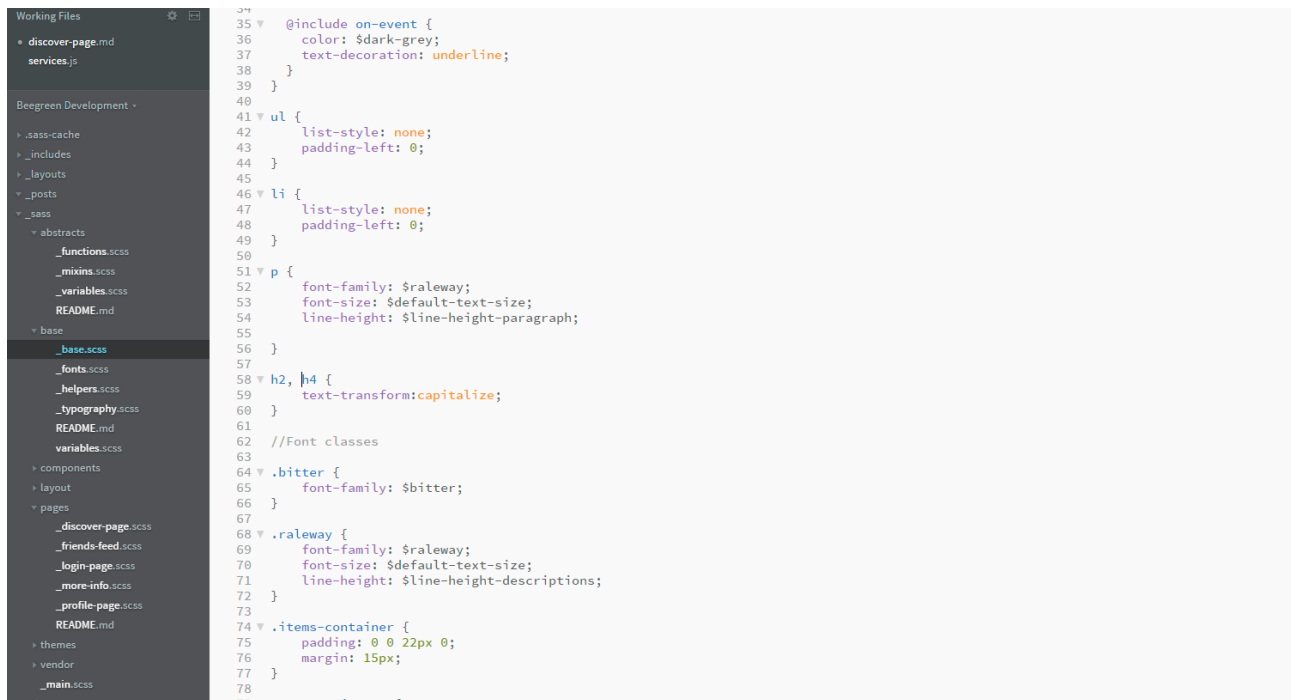 Working Files
discover-page.md
services.js
Beegreen Development
.sass-cache
_includes
_layouts
_posts
_sass
abstracts
_functions.scss
_mixins.scss
_variables.scss
README.md
base
_base.scss
_fonts.scss
_helpers.scss
_typography.scss
README.md
variables.scss
components
layout
pages
_discover-page.scss
_friends-feed.scss
_login-page.scss
_more-info.scss
_profile-page.scss
README.md
themes
vendor
_main.scss
34
35 @include on-event {
36 color: $dark-grey;
37 text-decoration: underline;
38 }
39 }
40
41 ul {
42 list-style: none;
43 padding-left: 0;
44 }
45
46 li {
47 list-style: none;
48 padding-left: 0;
49 }
50
51 p {
52 font-family: $raleway;
53 font-size: $default-text-size;
54 line-height: $line-height-paragraph;
55
56 }
57
58 h2, h4 {
59 text-transform:capitalize;
60 }
61
62 //Font classes
63
64 .bitter {
65 font-family: $bitter;
66 }
67
68 .raleway {
69 font-family: $raleway;
70 font-size: $default-text-size;
71 line-height: $line-height-descriptions;
72 }
73
74 .items-container {
75 padding: 0 0 22px 0;
76 margin: 15px;
77 }
78